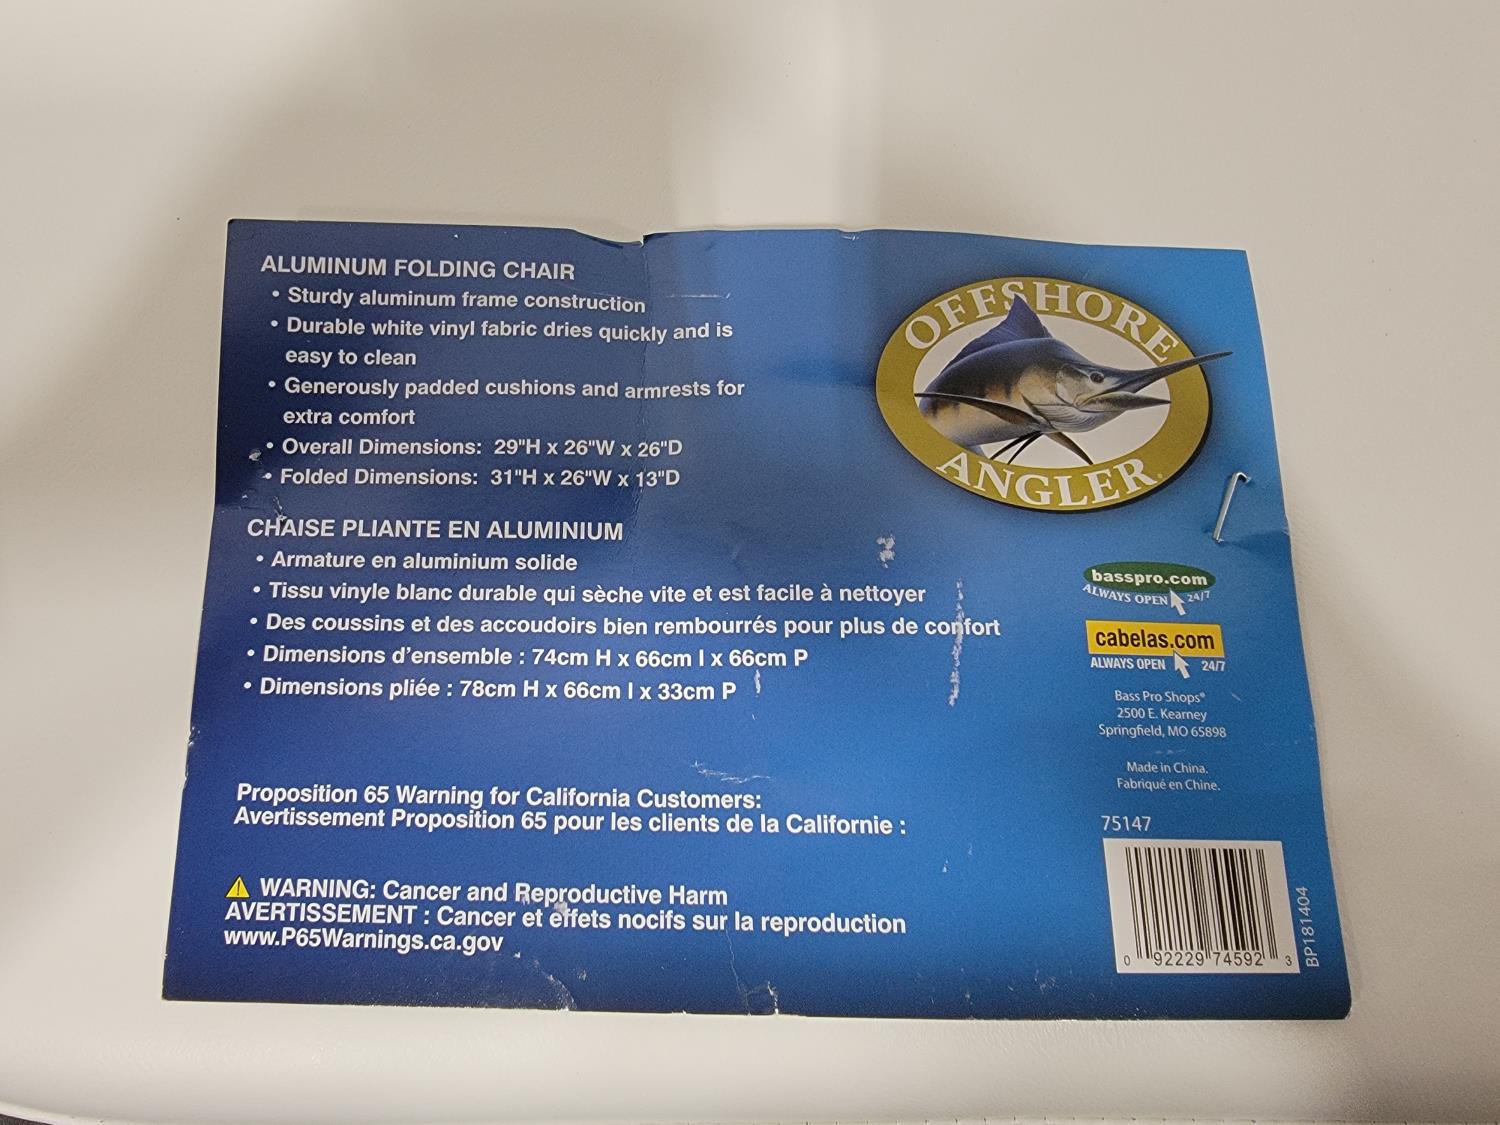 ALUMINUM FOLDING CHAIR
• Sturdy aluminum frame construction
• Durable white vinyl fabric dries quickly and is
easy to clean
• Generously padded cushions and armrests for
extra comfort
• Overall Dimensions: 29"H x 26"W x 26"D
• Folded Dimensions: 31"H x 26"W x 13"D
CHAISE PLIANTE EN ALUMINIUM
• Armature en aluminium solide
• Tissu vinyle blanc durable qui sèche vite et est facile à nettoyer
• Des coussins et des accoudoirs bien rembourrés pour plus de confort
• Dimensions d'ensemble : 74cm H x 66cm l x 66cm P
• Dimensions pliée : 78cm H x 66cm l x 33cm P
Proposition 65 Warning for California Customers:
Avertissement Proposition 65 pour les clients de la Californie :
WARNING: Cancer and Reproductive Harm
AVERTISSEMENT : Cancer et effets nocifs sur la reproduction
www.P65Warnings.ca.gov
OFFSHORE
ANGLER®
basspro.com
ALWAYS OPEN 24/7
cabelas.com
ALWAYS OPEN 24/7
Bass Pro Shops®
2500 E. Kearney
Springfield, MO 65898
Made in China.
Fabriqué en Chine.
75147
0 92229 74592 3
BP181404